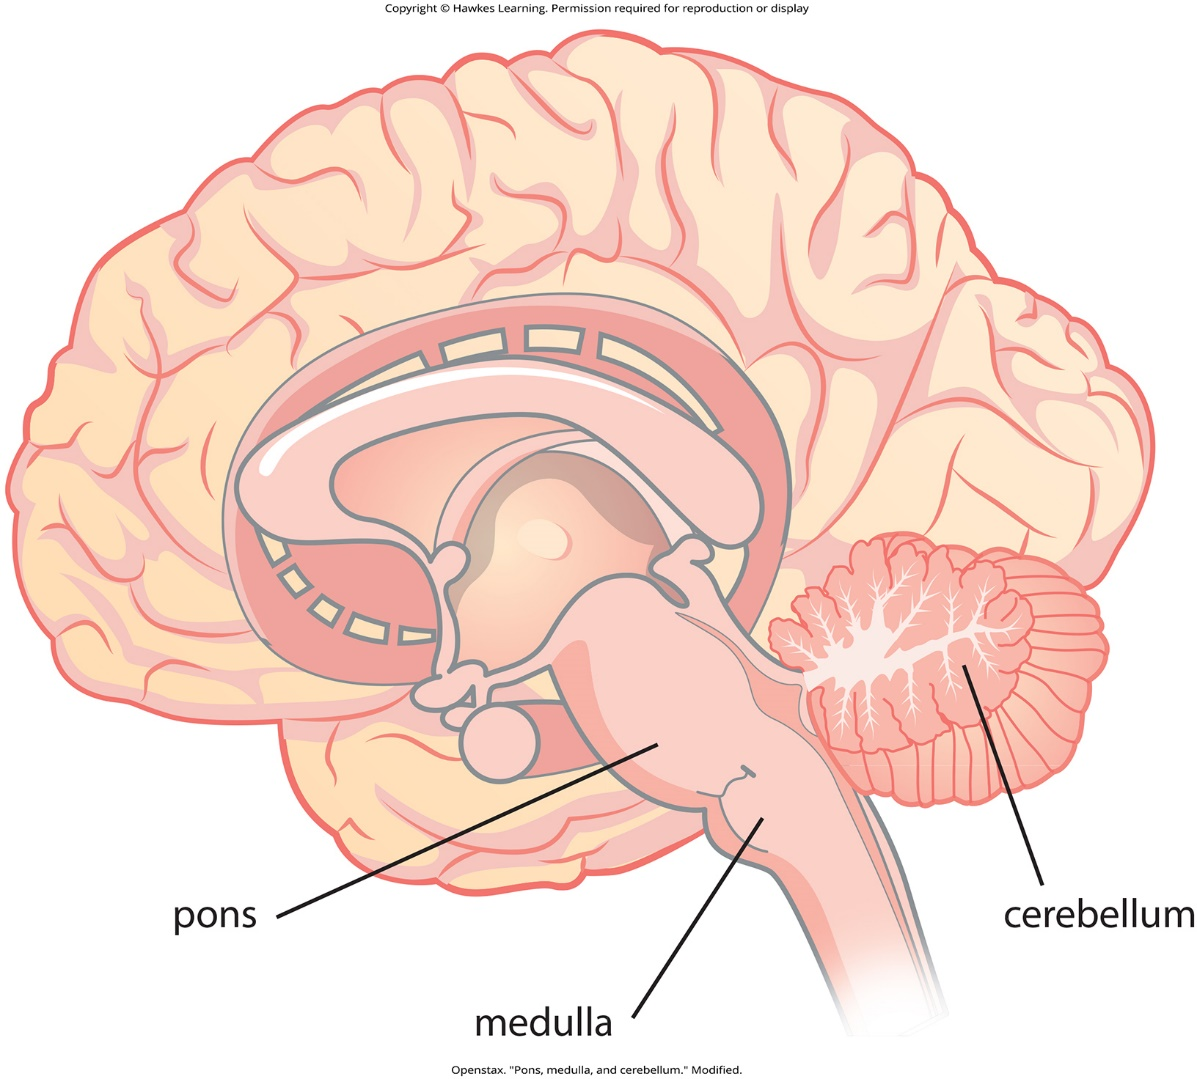 Copyright © Hawkes Learning. Permission required for reproduction or display
pons
cerebellum
medulla
Openstax. "Pons, medulla, and cerebellum." Modified.